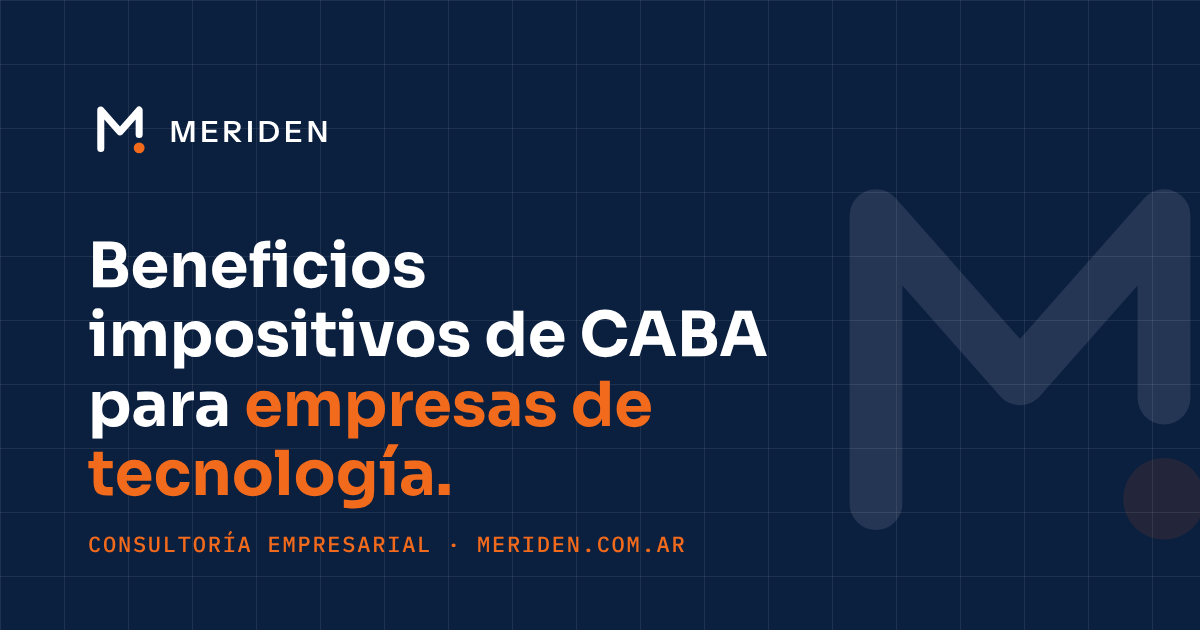 MERIDEN
Beneficios
impositivos de CABA
para empresas de
tecnología.
CONSULTORÍA EMPRESARIAL · MERIDEN.COM.AR